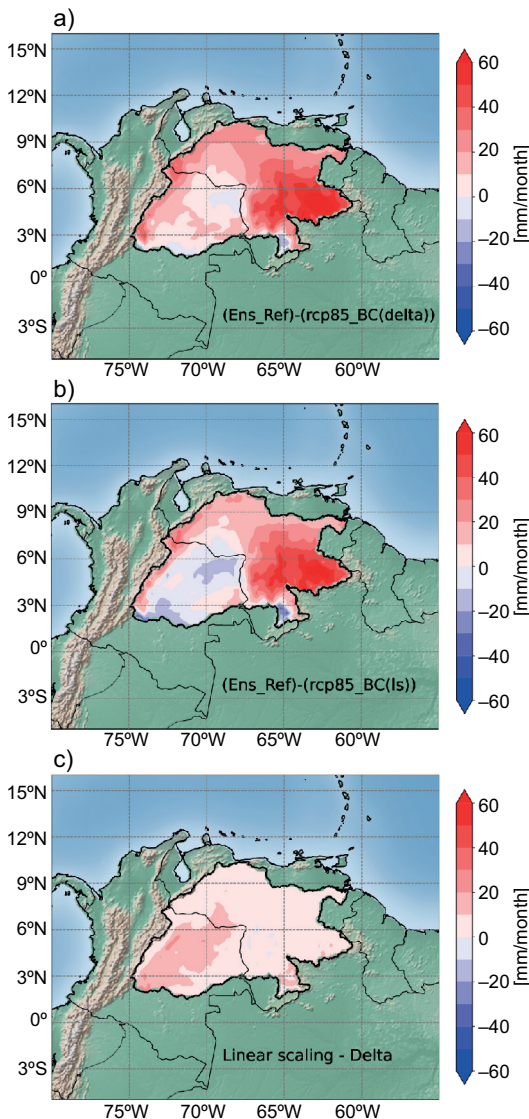 a)
15ºN
12ºN
9ºN
6ºN
3ºN
0º
3ºS
75ºW 70ºW 65ºW 60ºW
(Ens_Ref)-(rcp85_BC(delta))
60
40
20
0
–20
–40
–60
[mm/month]
b)
15ºN
12ºN
9ºN
6ºN
3ºN
0º
3ºS
75ºW 70ºW 65ºW 60ºW
(Ens_Ref)-(rcp85_BC(ls))
60
40
20
0
–20
–40
–60
[mm/month]
c)
15ºN
12ºN
9ºN
6ºN
3ºN
0º
3ºS
75ºW 70ºW 65ºW 60ºW
Linear scaling - Delta
60
40
20
0
–20
–40
–60
[mm/month]